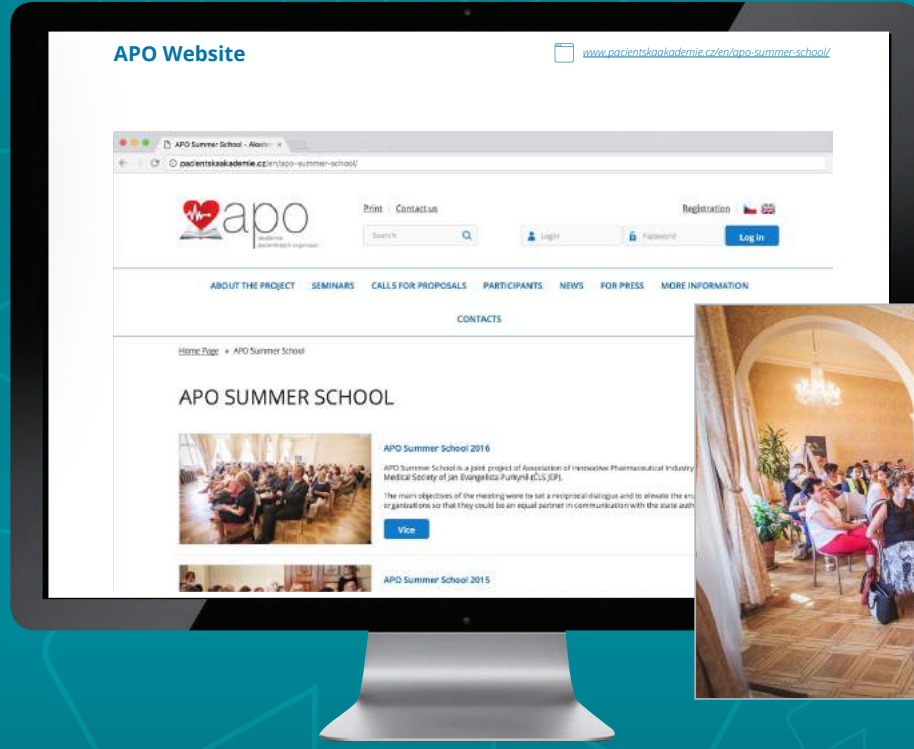 APO Website
www.pacientskaakademie.cz/en/apo-summer-school/
APO Summer School -
pacientskaakademie.cz/en/apo-summer-school/
apo
akademie
pacientských organizací
Print Contact us
Registration
Search
Login
Password
Log in
ABOUT THE PROJECT SEMINARS CALLS FOR PROPOSALS PARTICIPANTS NEWS FOR PRESS MORE INFORMATION
CONTACTS
Home Page » APO Summer School
APO SUMMER SCHOOL
APO Summer School 2016
APO Summer School is a joint project of Association of Innovative Pharmaceutical Industry
Medical Society of Jan Evangelista Purkyně (ČLS JEP).
The main objectives of the meeting were to set a reciprocal dialogue and to elevate the
organizations so that they could be an equal partner in communication with the state
Více
APO Summer School 2015